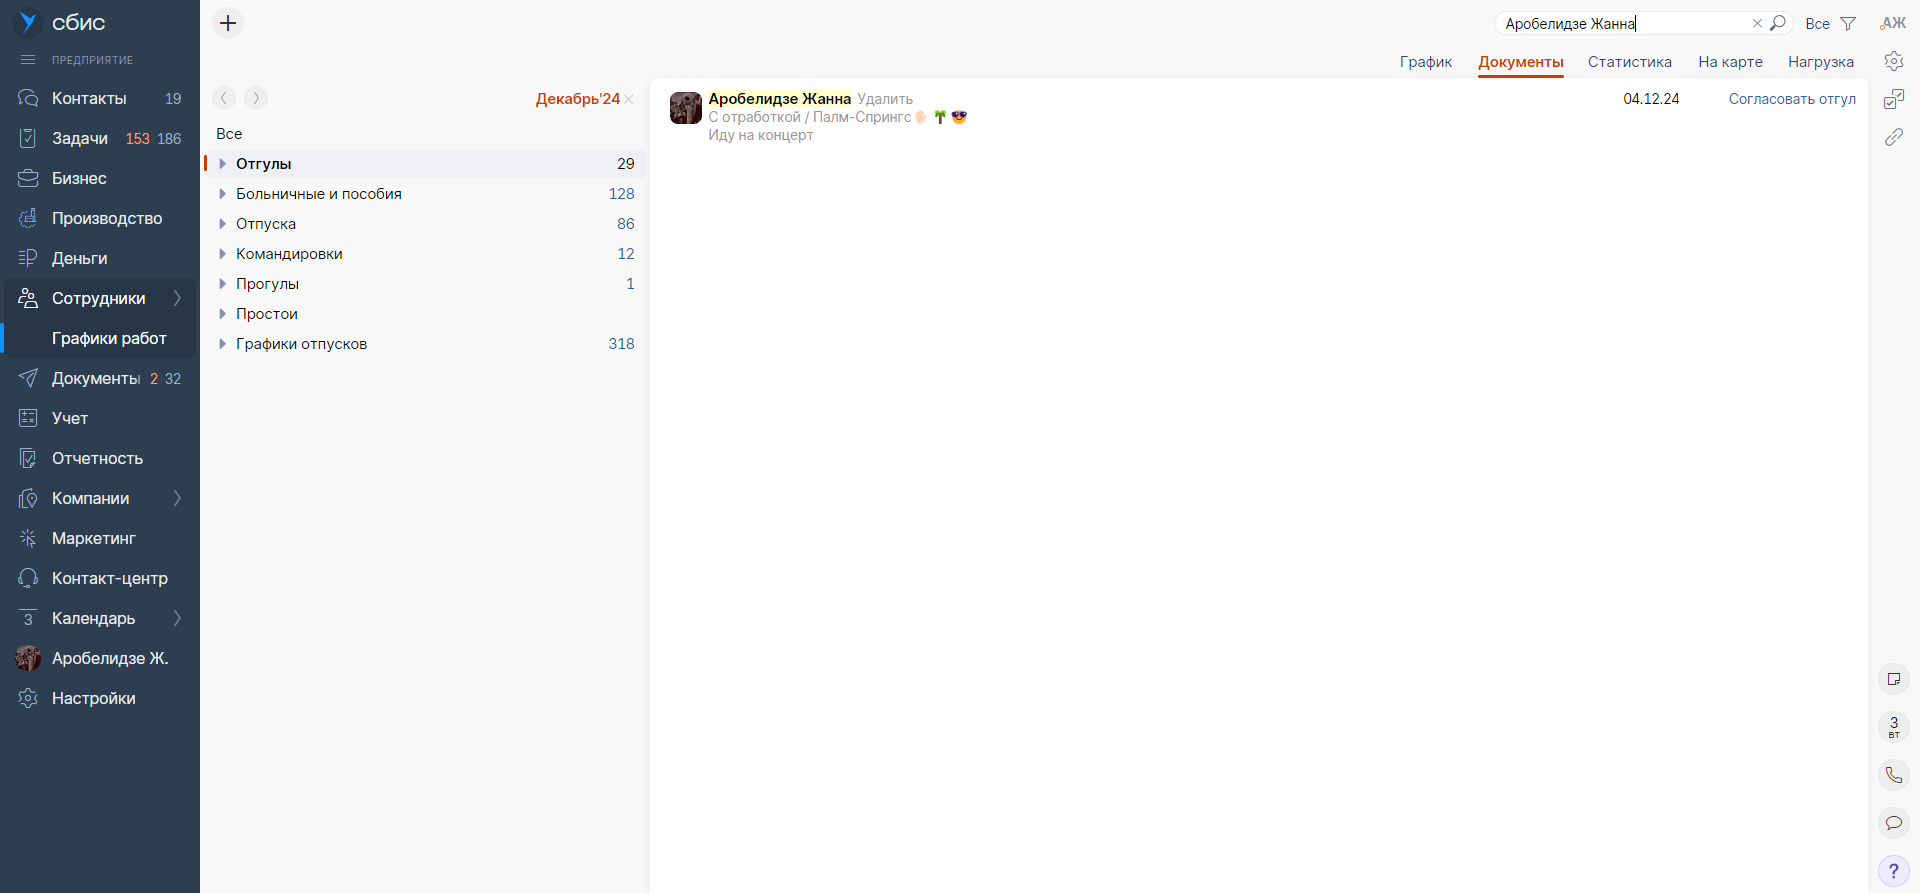 сбис
ПРЕДПРИЯТИЕ
Контакты 19
Задачи 153 186
Бизнес
Производство
Деньги
Сотрудники
Графики работ
Документы 2 32
Учет
Отчетность
Компании
Маркетинг
Контакт-центр
3 Календарь
Аробелидзе Ж.
Настройки
Аробелидзе Жанна
Все
АЖ
График Документы Статистика На карте Нагрузка
Декабрь'24
Все
Отгулы 29
Больничные и пособия 128
Отпуска 86
Командировки 12
Прогулы 1
Простои
Графики отпусков 318
Аробелидзе Жанна Удалить 04.12.24 Согласовать отгул
С отработкой / Палм-Спрингс✋🏻 🌴 😎
Иду на концерт
3
вт
?